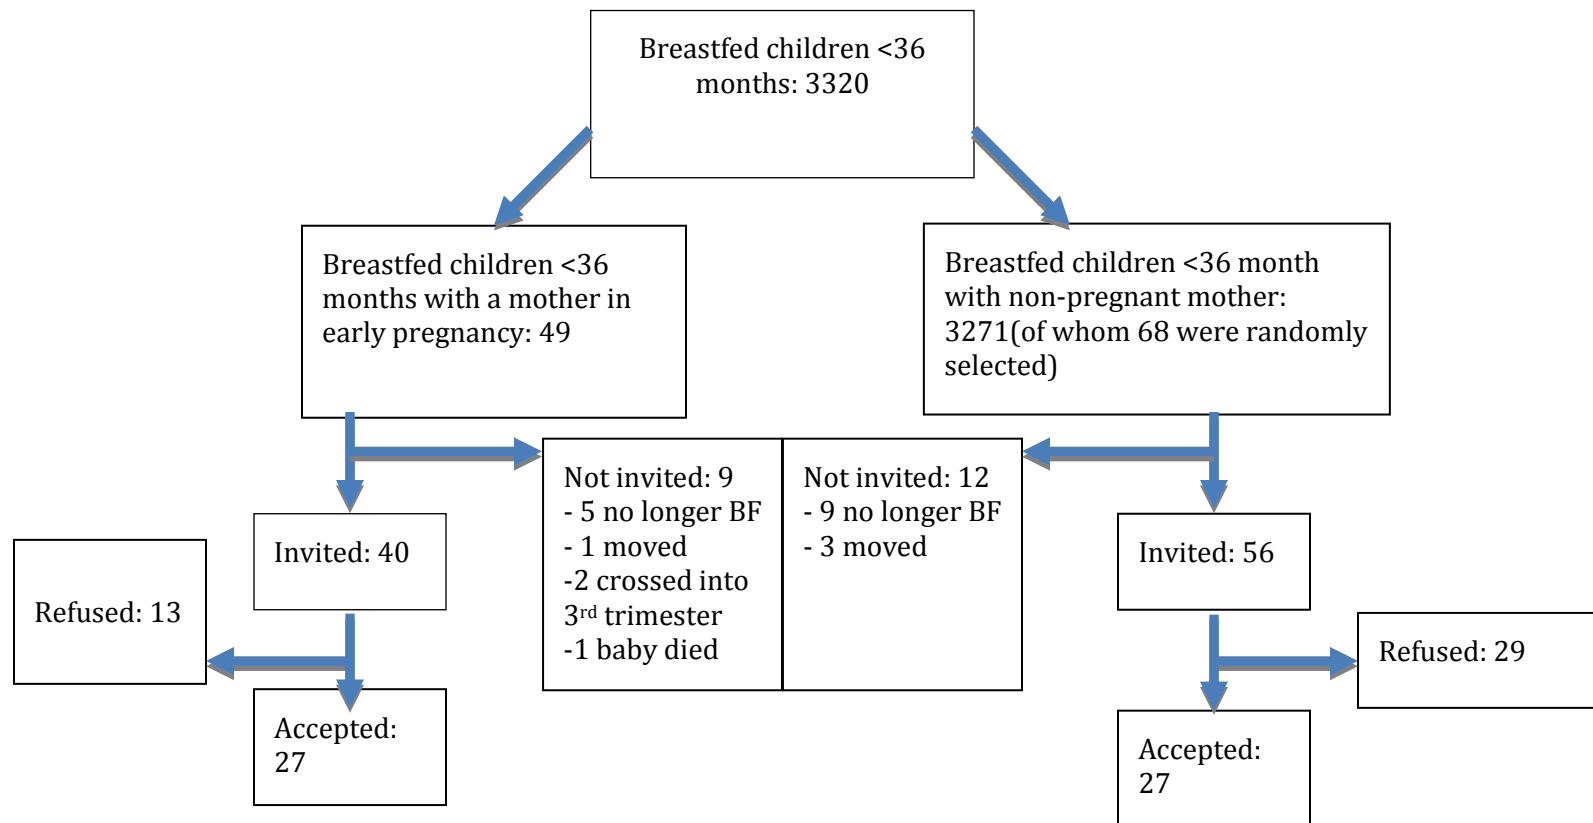 Breastfed children <36
months: 3320
Breastfed children <36
months with a mother in
early pregnancy: 49
Breastfed children <36 month
with non-pregnant mother:
3271(of whom 68 were randomly
selected)
Not invited: 9
- 5 no longer BF
- 1 moved
-2 crossed into
3rd trimester
-1 baby died
Not invited: 12
- 9 no longer BF
- 3 moved
Invited: 40
Invited: 56
Refused: 13
Refused: 29
Accepted:
27
Accepted:
27